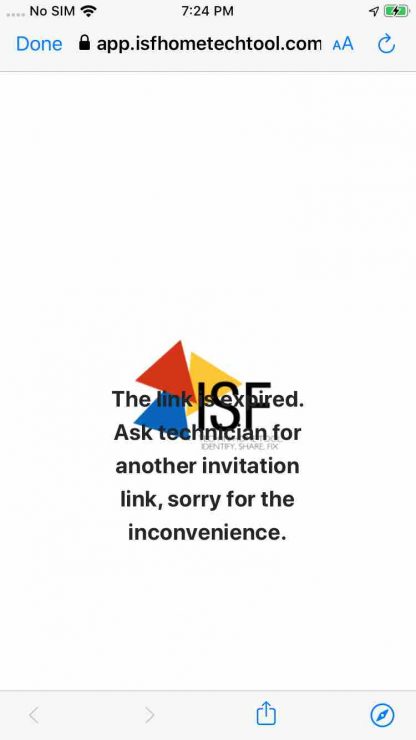 No SIM
7:24 PM
Done
app.isfhometechtool.com
AA
ISF
The link is expired.
Ask technician for
IDENTIFY, SHARE, FIX
another invitation
link, sorry for the
inconvenience.